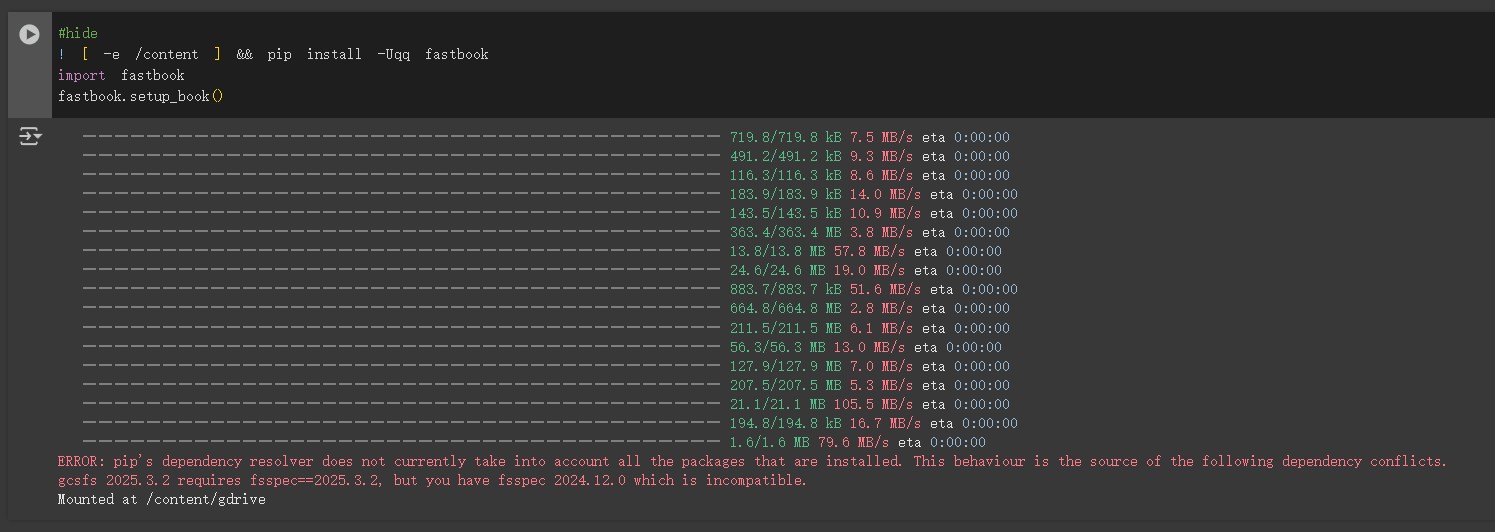 #hide
! [ -e /content ] && pip install -Uqq fastbook
import fastbook
fastbook.setup_book()
719.8/719.8 kB 7.5 MB/s eta 0:00:00
491.2/491.2 kB 9.3 MB/s eta 0:00:00
116.3/116.3 kB 8.6 MB/s eta 0:00:00
183.9/183.9 kB 14.0 MB/s eta 0:00:00
143.5/143.5 kB 10.9 MB/s eta 0:00:00
363.4/363.4 MB 3.8 MB/s eta 0:00:00
13.8/13.8 MB 57.8 MB/s eta 0:00:00
24.6/24.6 MB 19.0 MB/s eta 0:00:00
883.7/883.7 kB 51.6 MB/s eta 0:00:00
664.8/664.8 MB 2.8 MB/s eta 0:00:00
211.5/211.5 MB 6.1 MB/s eta 0:00:00
56.3/56.3 MB 13.0 MB/s eta 0:00:00
127.9/127.9 MB 7.0 MB/s eta 0:00:00
207.5/207.5 MB 5.3 MB/s eta 0:00:00
21.1/21.1 MB 105.5 MB/s eta 0:00:00
194.8/194.8 kB 16.7 MB/s eta 0:00:00
1.6/1.6 MB 79.6 MB/s eta 0:00:00
ERROR: pip's dependency resolver does not currently take into account all the packages that are installed. This behaviour is the source of the following dependency conflicts.
gcsfs 2025.3.2 requires fsspec==2025.3.2, but you have fsspec 2024.12.0 which is incompatible.
Mounted at /content/gdrive